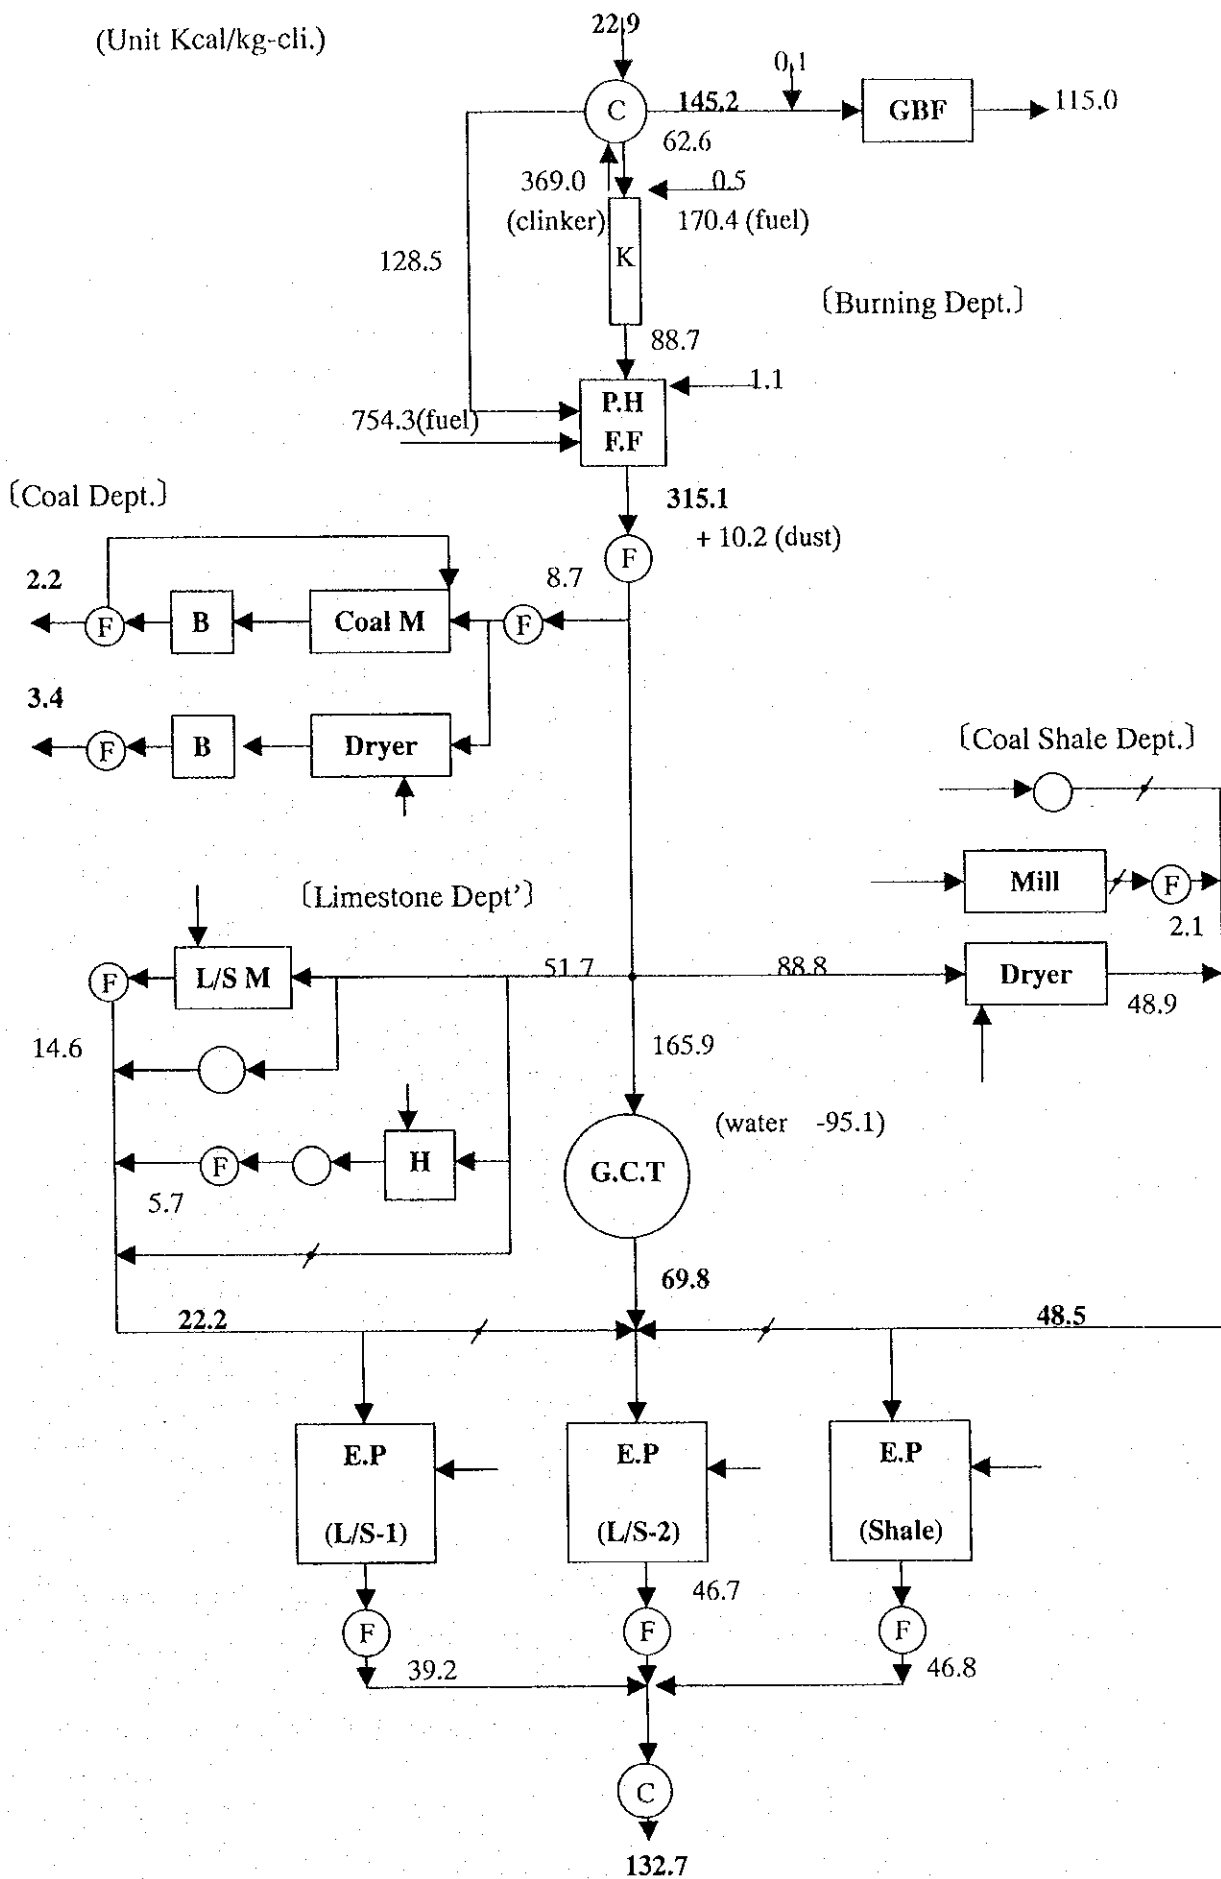 (Unit Kcal/kg-cli.)
22.9
0.1
C
145.2
GBF
115.0
62.6
369.0
0.5
(clinker)
170.4 (fuel)
K
128.5
〔Burning Dept.〕
88.7
1.1
P.H
F.F
754.3(fuel)
〔Coal Dept.〕
315.1
+ 10.2 (dust)
F
8.7
2.2
F
B
Coal M
F
3.4
F
B
Dryer
〔Coal Shale Dept.〕
Mill
F
2.1
〔Limestone Dept'〕
F
L/S M
51.7
88.8
Dryer
48.9
14.6
165.9
(water -95.1)
G.C.T
F
H
5.7
69.8
22.2
48.5
E.P
(L/S-1)
E.P
(L/S-2)
E.P
(Shale)
46.7
F
F
F
39.2
46.8
C
132.7